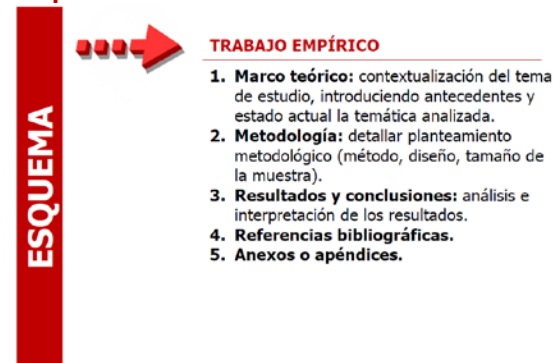 ESQUEMA
TRABAJO EMPÍRICO
1. Marco teórico: contextualización del tema
de estudio, introduciendo antecedentes y
estado actual la temática analizada.
2. Metodología: detallar planteamiento
metodológico (método, diseño, tamaño de
la muestra).
3. Resultados y conclusiones: análisis e
interpretación de los resultados.
4. Referencias bibliográficas.
5. Anexos o apéndices.